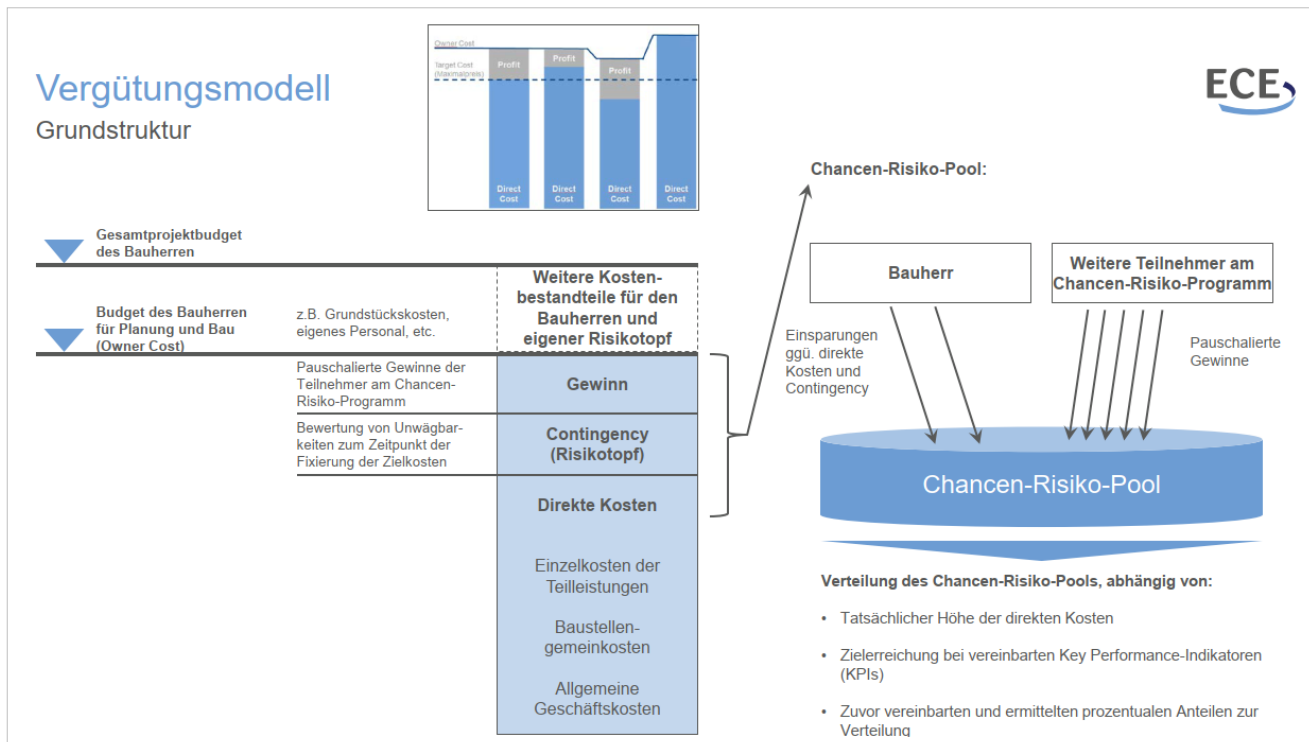 Vergütungsmodell
Grundstruktur
Owner Cost
Target Cost
(Maximalpreis)
Profit
Profit
Profit
Direct
Cost
Direct
Cost
Direct
Cost
Direct
Cost
ECE
Gesamtprojektbudget
des Bauherren
Budget des Bauherren
für Planung und Bau
(Owner Cost)
z.B. Grundstückskosten,
eigenes Personal, etc.
Weitere Kosten-
bestandteile für den
Bauherren und
eigener Risikotopf
Pauschalierte Gewinne der
Teilnehmer am Chancen-
Risiko-Programm
Gewinn
Bewertung von Unwägbar-
keiten zum Zeitpunkt der
Fixierung der Zielkosten
Contingency
(Risikotopf)
Direkte Kosten
Einzelkosten der
Teilleistungen
Baustellen-
gemeinkosten
Allgemeine
Geschäftskosten
Chancen-Risiko-Pool:
Bauherr
Weitere Teilnehmer am
Chancen-Risiko-Programm
Einsparungen
ggü. direkte
Kosten und
Contingency
Pauschalierte
Gewinne
Chancen-Risiko-Pool
Verteilung des Chancen-Risiko-Pools, abhängig von:
• Tatsächlicher Höhe der direkten Kosten
• Zielerreichung bei vereinbarten Key Performance-Indikatoren
(KPIs)
• Zuvor vereinbarten und ermittelten prozentualen Anteilen zur
Verteilung